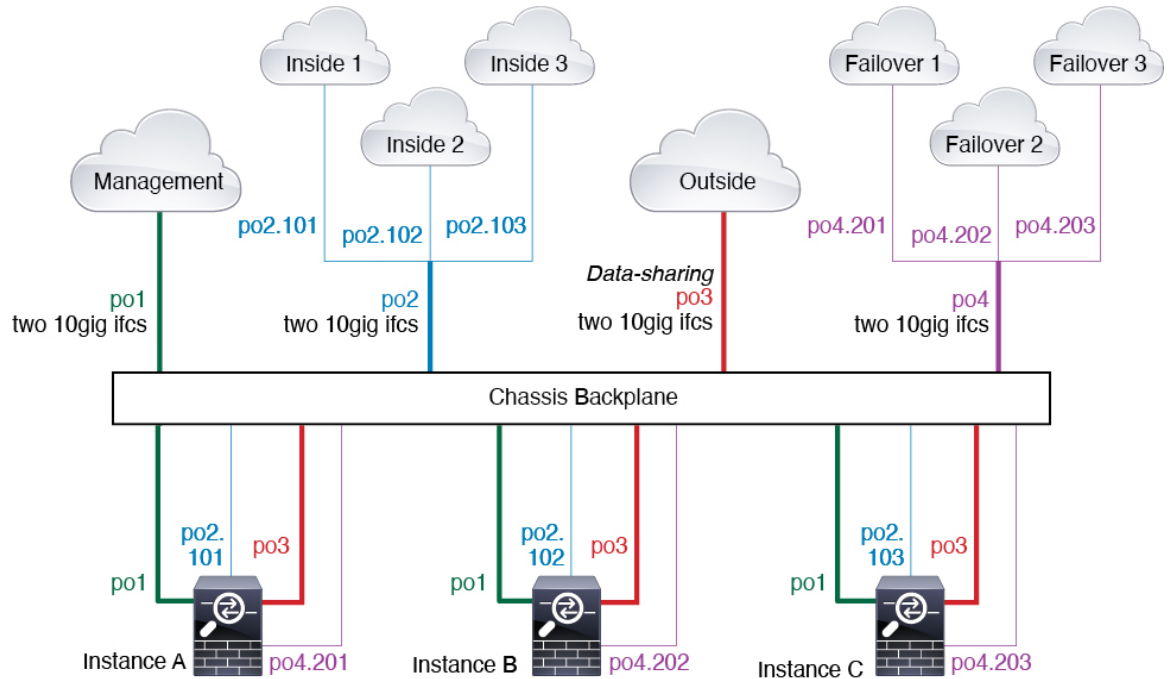 Inside 1
Inside 3
Failover 1
Failover 3
Inside 2
Failover 2
Management
Outside
po2.101
po2.102
po2.103
po4.201
po4.202
po4.203
Data-sharing
po1
two 10gig ifcs
po2
two 10gig ifcs
po3
two 10gig ifcs
po4
two 10gig ifcs
Chassis Backplane
po2.
101
po3
po1
Instance A
po4.201
po2.
102
po3
po1
Instance B
po4.202
po2.
103
po3
po1
Instance C
po4.203